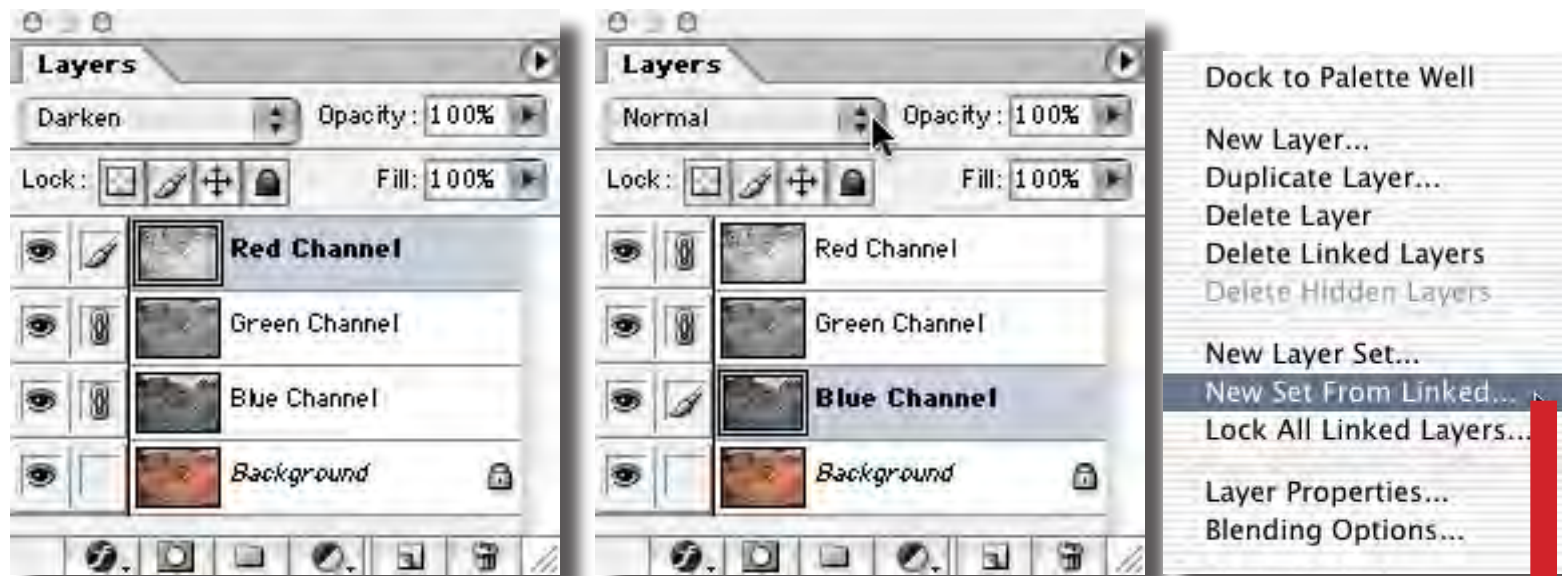 Layers
Darken Opacity: 100%
Lock: Fill: 100%
Red Channel
Green Channel
Blue Channel
Background
Layers
Normal Opacity: 100%
Lock: Fill: 100%
Red Channel
Green Channel
Blue Channel
Background
Dock to Palette Well
New Layer...
Duplicate Layer...
Delete Layer
Delete Linked Layers
Delete Hidden Layers
New Layer Set...
New Set From Linked...
Lock All Linked Layers...
Layer Properties...
Blending Options...